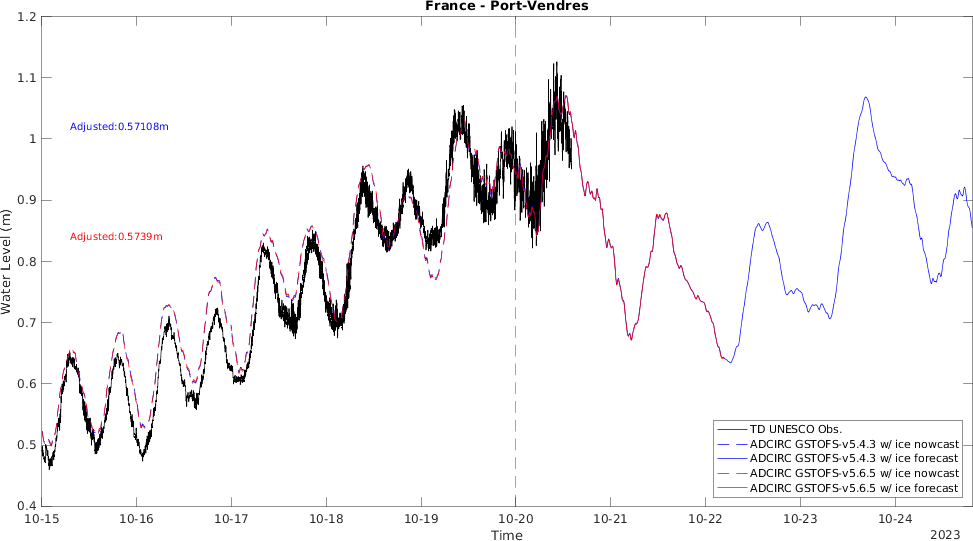 France - Port-Vendres
1.2
1.1
1
0.9
0.8
0.7
0.6
0.5
0.4
Water Level (m)
Adjusted:0.57108m
Adjusted:0.5739m
TD UNESCO Obs.
ADCIRC GSTOFS-v5.4.3 w/ ice nowcast
ADCIRC GSTOFS-v5.4.3 w/ ice forecast
ADCIRC GSTOFS-v5.6.5 w/ ice nowcast
ADCIRC GSTOFS-v5.6.5 w/ ice forecast
10-15 10-16 10-17 10-18 10-19 10-20 10-21 10-22 10-23 10-24
Time
2023